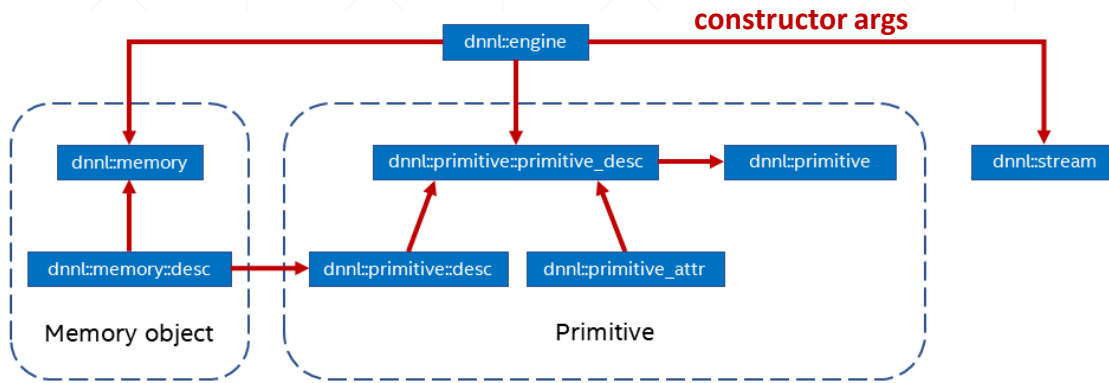 constructor args
dnnl::engine
dnnl::memory
dnnl::primitive::primitive_desc
dnnl::primitive
dnnl::stream
dnnl::memory::desc
dnnl::primitive::desc
dnnl::primitive_attr
Memory object
Primitive